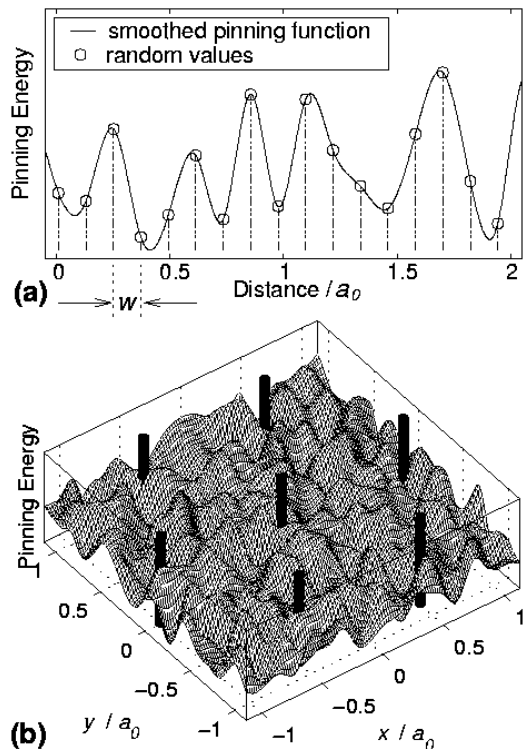 smoothed pinning function
random values
Pinning Energy
0 0.5 1 1.5 2
(a)
w
Distance / a0
Pinning Energy
1
0.5
0
−0.5
−1
−1
−0.5
0
0.5
1
(b)
y / a0
x / a0